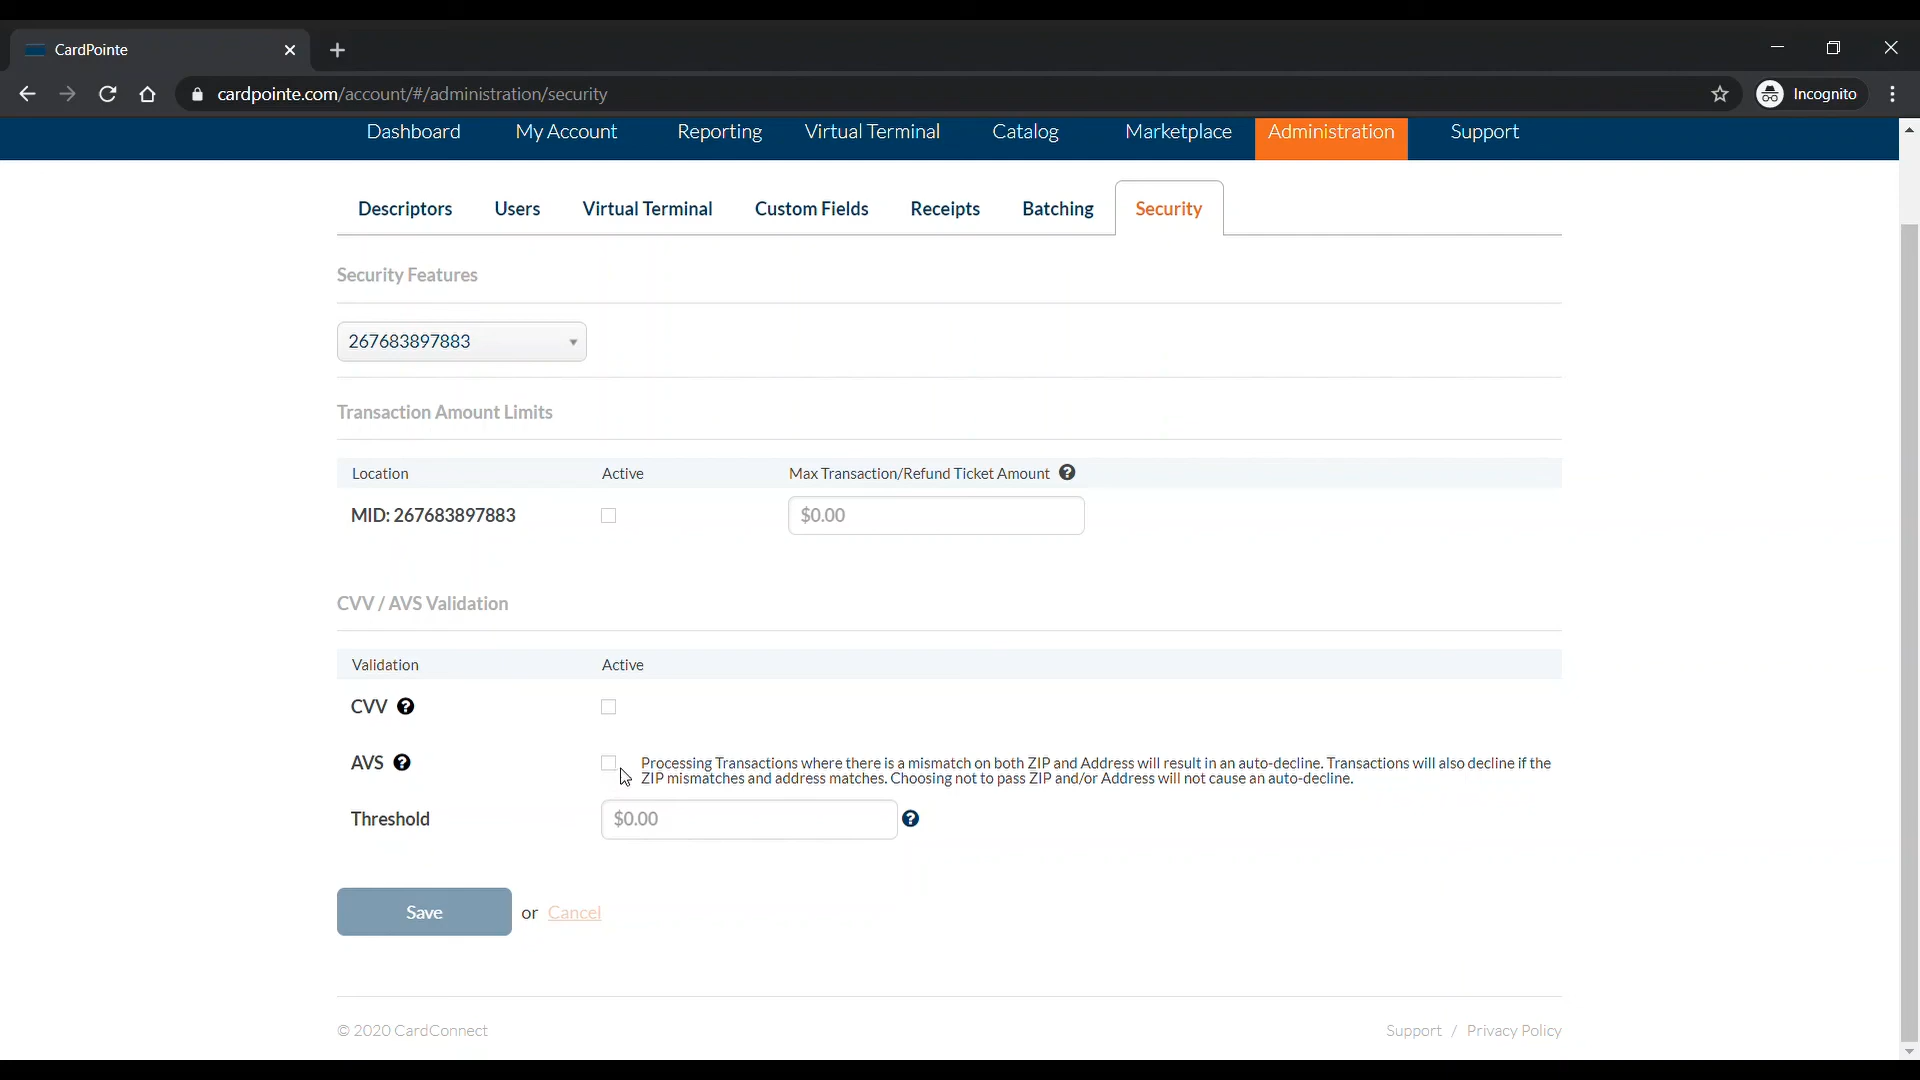 CardPointe
cardpointe.com/account/#/administration/security
Incognito
Dashboard My Account Reporting Virtual Terminal Catalog Marketplace Administration Support
Descriptors Users Virtual Terminal Custom Fields Receipts Batching Security
Security Features
267683897883
Transaction Amount Limits
Location Active Max Transaction/Refund Ticket Amount ?
MID: 267683897883 $0.00
CVV / AVS Validation
Validation Active
CVV ?
AVS ? Processing Transactions where there is a mismatch on both ZIP and Address will result in an auto-decline. Transactions will also decline if the
ZIP mismatches and address matches. Choosing not to pass ZIP and/or Address will not cause an auto-decline.
Threshold $0.00 ?
Save or Cancel
© 2020 CardConnect Support / Privacy Policy